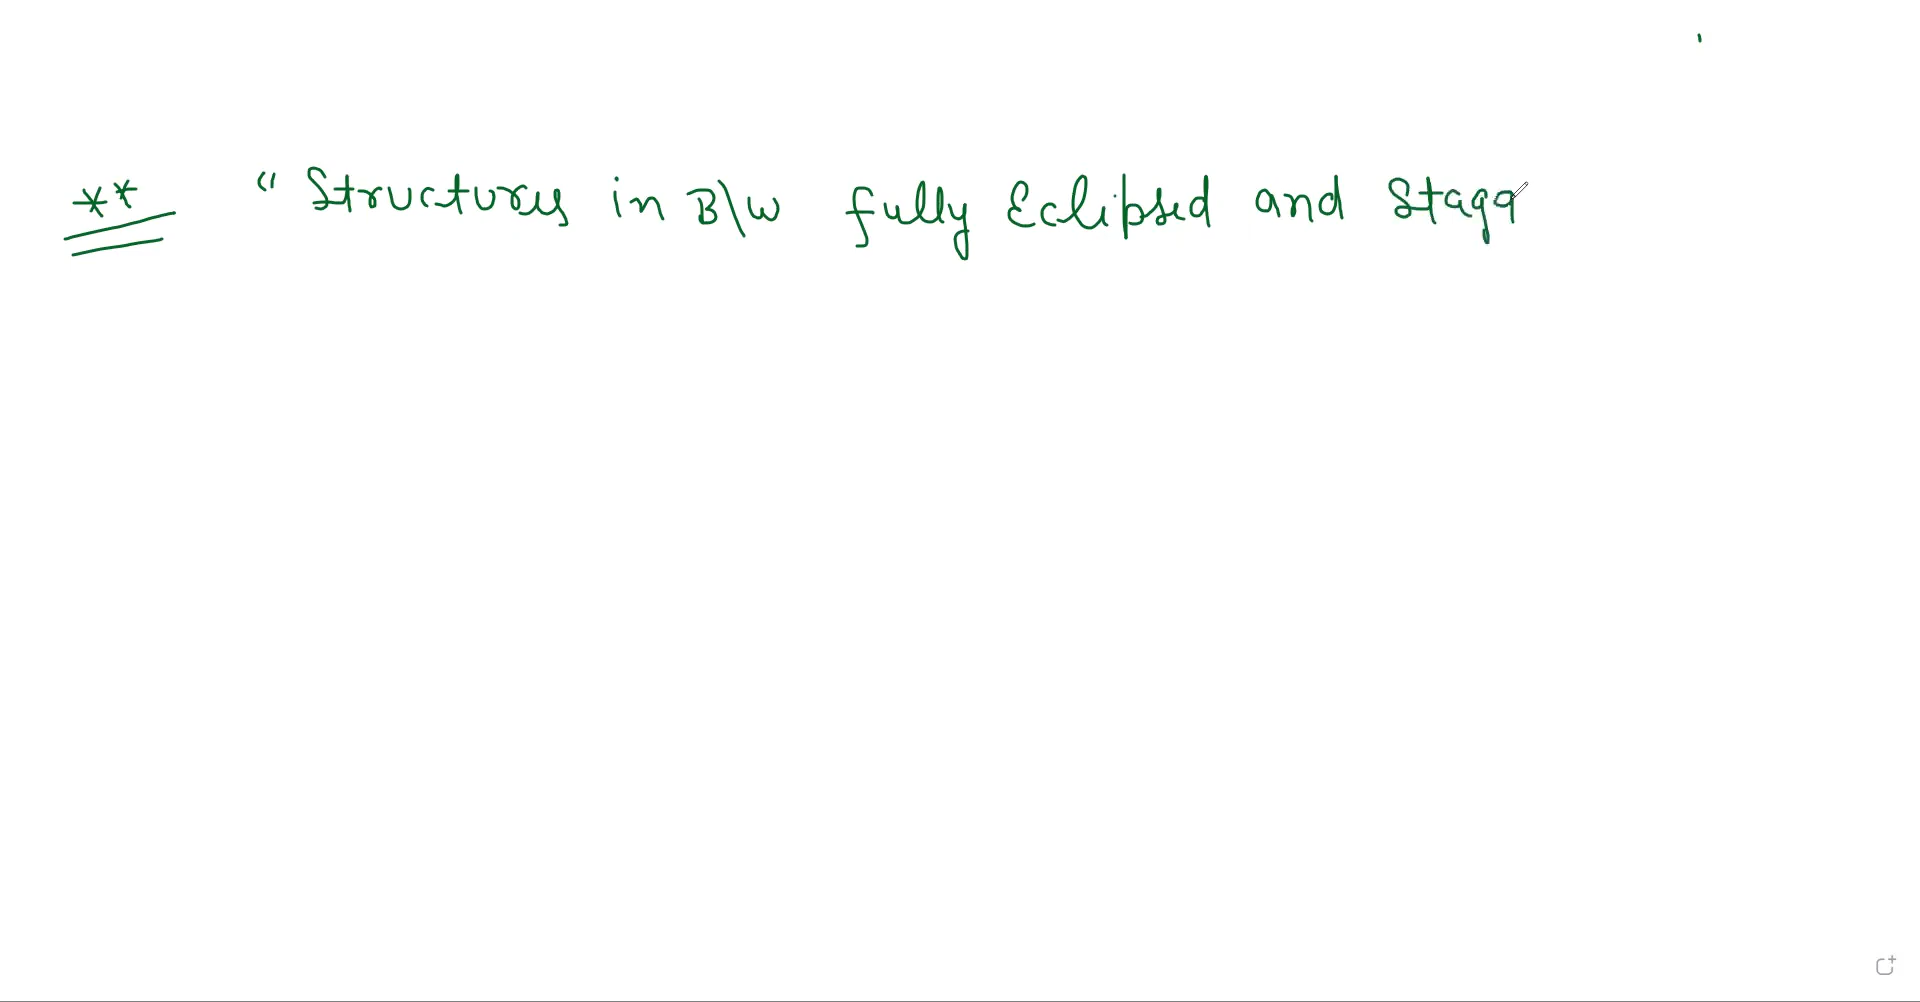 ** “Structures in B\w fully Eclipsed and Stagg